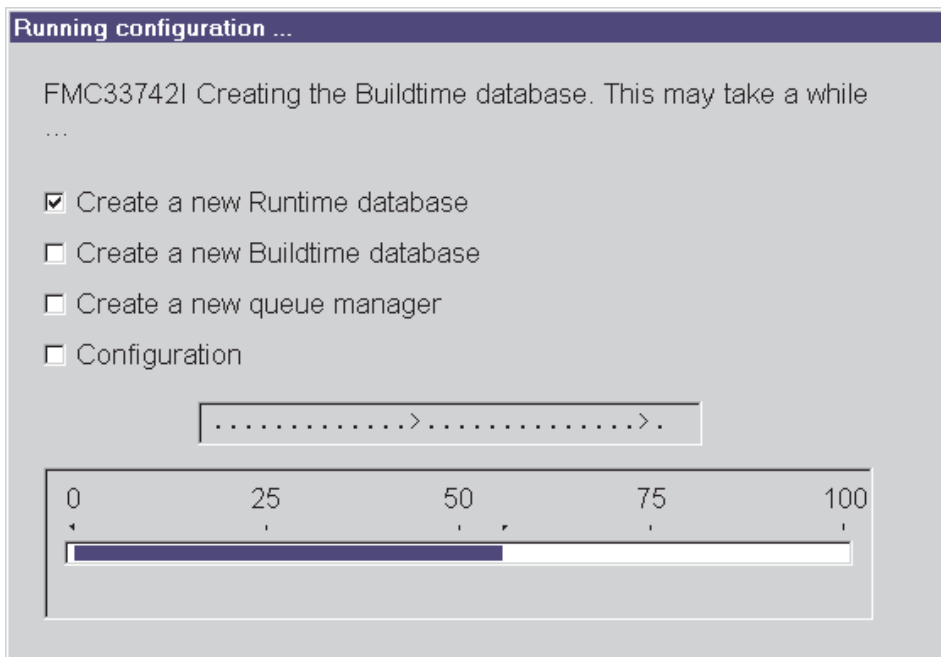 Running configuration ...
FMC33742I Creating the Buildtime database. This may take a while
...
Create a new Runtime database
Create a new Buildtime database
Create a new queue manager
Configuration
.............>..............>.
0 25 50 75 100